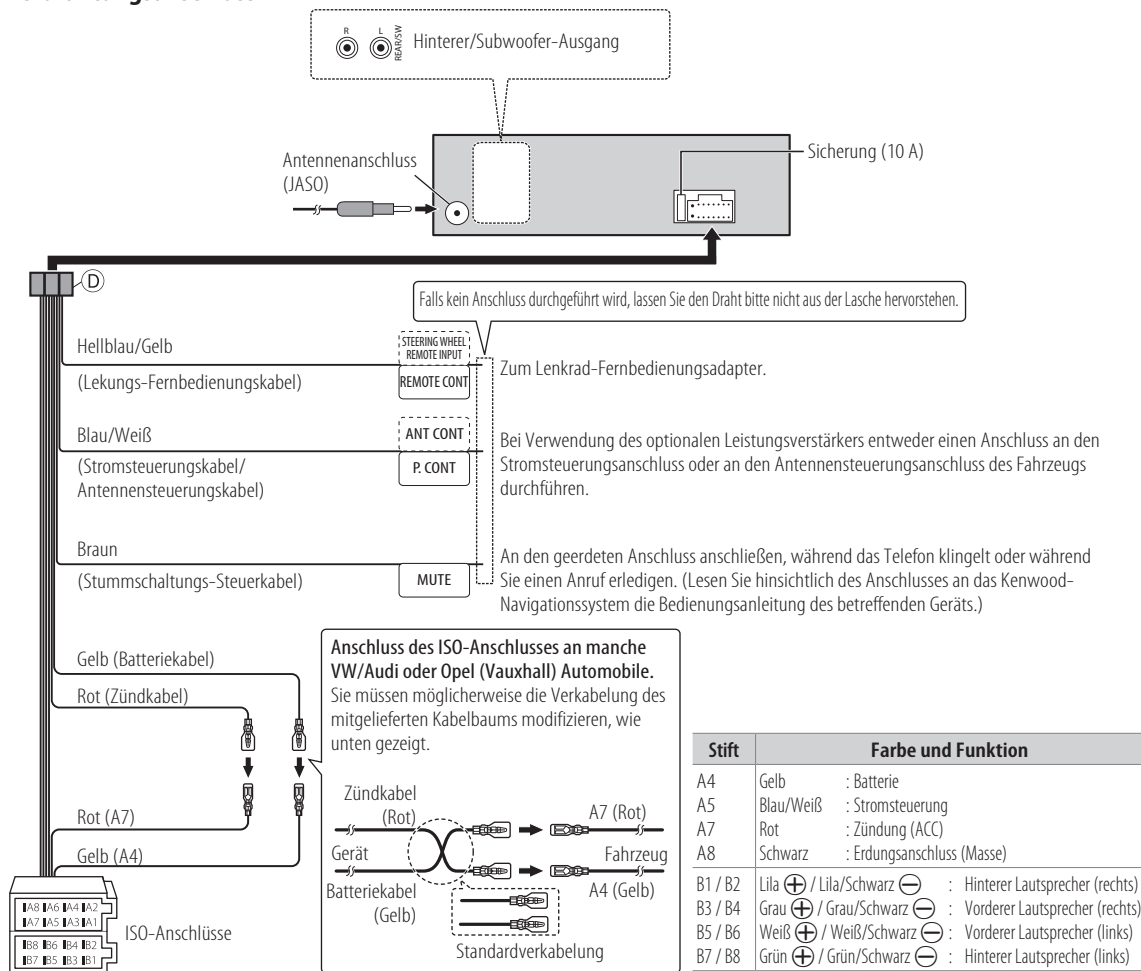 R
L
REAR/SW
Hinterer/Subwoofer-Ausgang
Antennenanschluss
(JASO)
Sicherung (10 A)
D
Falls kein Anschluss durchgeführt wird, lassen Sie den Draht bitte nicht aus der Lasche hervorstehen.
Hellblau/Gelb
(Lekungs-Fernbedienungskabel)
STEERING WHEEL
REMOTE INPUT
REMOTE CONT
Zum Lenkrad-Fernbedienungsadapter.
Blau/Weiß
(Stromsteuerungskabel/
Antennensteuerungskabel)
ANT CONT
P. CONT
Bei Verwendung des optionalen Leistungsverstärkers entweder einen Anschluss an den
Stromsteuerungsanschluss oder an den Antennensteuerungsanschluss des Fahrzeugs
durchführen.
Braun
(Stummschaltungs-Steuerkabel)
MUTE
An den geerdeten Anschluss anschließen, während das Telefon klingelt oder während
Sie einen Anruf erledigen. (Lesen Sie hinsichtlich des Anschlusses an das Kenwood-
Navigationssystem die Bedienungsanleitung des betreffenden Geräts.)
Gelb (Batteriekabel)
Rot (Zündkabel)
Rot (A7)
Gelb (A4)
A8 A6 A4 A2
A7 A5 A3 A1
B8 B6 B4 B2
B7 B5 B3 B1
ISO-Anschlüsse
Anschluss des ISO-Anschlusses an manche
VW/Audi oder Opel (Vauxhall) Automobile.
Sie müssen möglicherweise die Verkabelung des
mitgelieferten Kabelbaums modifizieren, wie
unten gezeigt.
Zündkabel
(Rot)
A7 (Rot)
Gerät
Fahrzeug
Batteriekabel
(Gelb)
A4 (Gelb)
Standardverkabelung
Stift Farbe und Funktion
A4 Gelb : Batterie
A5 Blau/Weiß : Stromsteuerung
A7 Rot : Zündung (ACC)
A8 Schwarz : Erdungsanschluss (Masse)
B1 / B2 Lila ⊕ / Lila/Schwarz ⊖ : Hinterer Lautsprecher (rechts)
B3 / B4 Grau ⊕ / Grau/Schwarz ⊖ : Vorderer Lautsprecher (rechts)
B5 / B6 Weiß ⊕ / Weiß/Schwarz ⊖ : Vorderer Lautsprecher (links)
B7 / B8 Grün ⊕ / Grün/Schwarz ⊖ : Hinterer Lautsprecher (links)